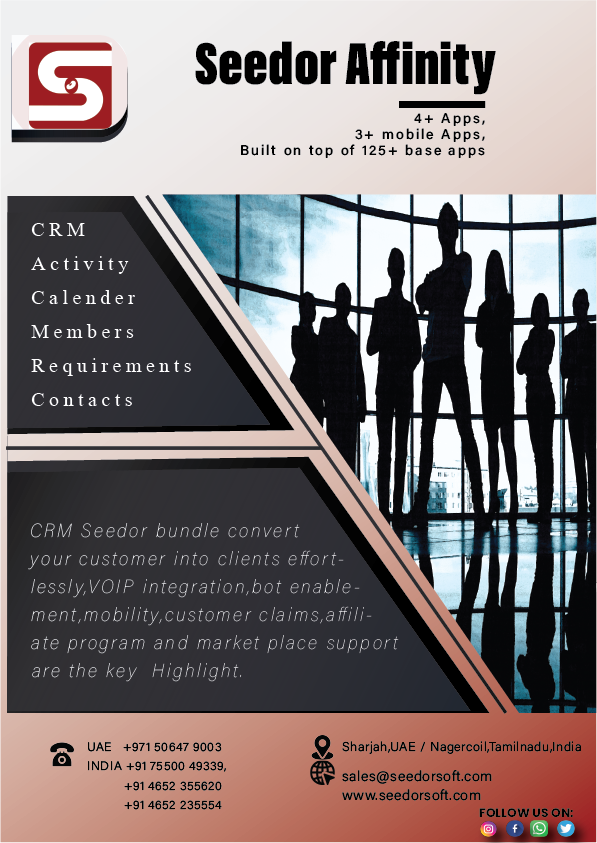 Seedor Affinity
4+ Apps,
3+ mobile Apps,
Built on top of 125+ base apps
CRM
Activity
Calender
Members
Requirements
Contacts
CRM Seedor bundle convert
your customer into clients effort-
lessly,VOIP integration,bot enable-
ment,mobility,customer claims,affili-
ate program and market place support
are the key Highlight.
UAE +971 50647 9003
INDIA +91 75500 49339,
+91 4652 355620
+91 4652 235554
Sharjah,UAE / Nagercoil,Tamilnadu,India
sales@seedorsoft.com
www.seedorsoft.com
FOLLOW US ON: